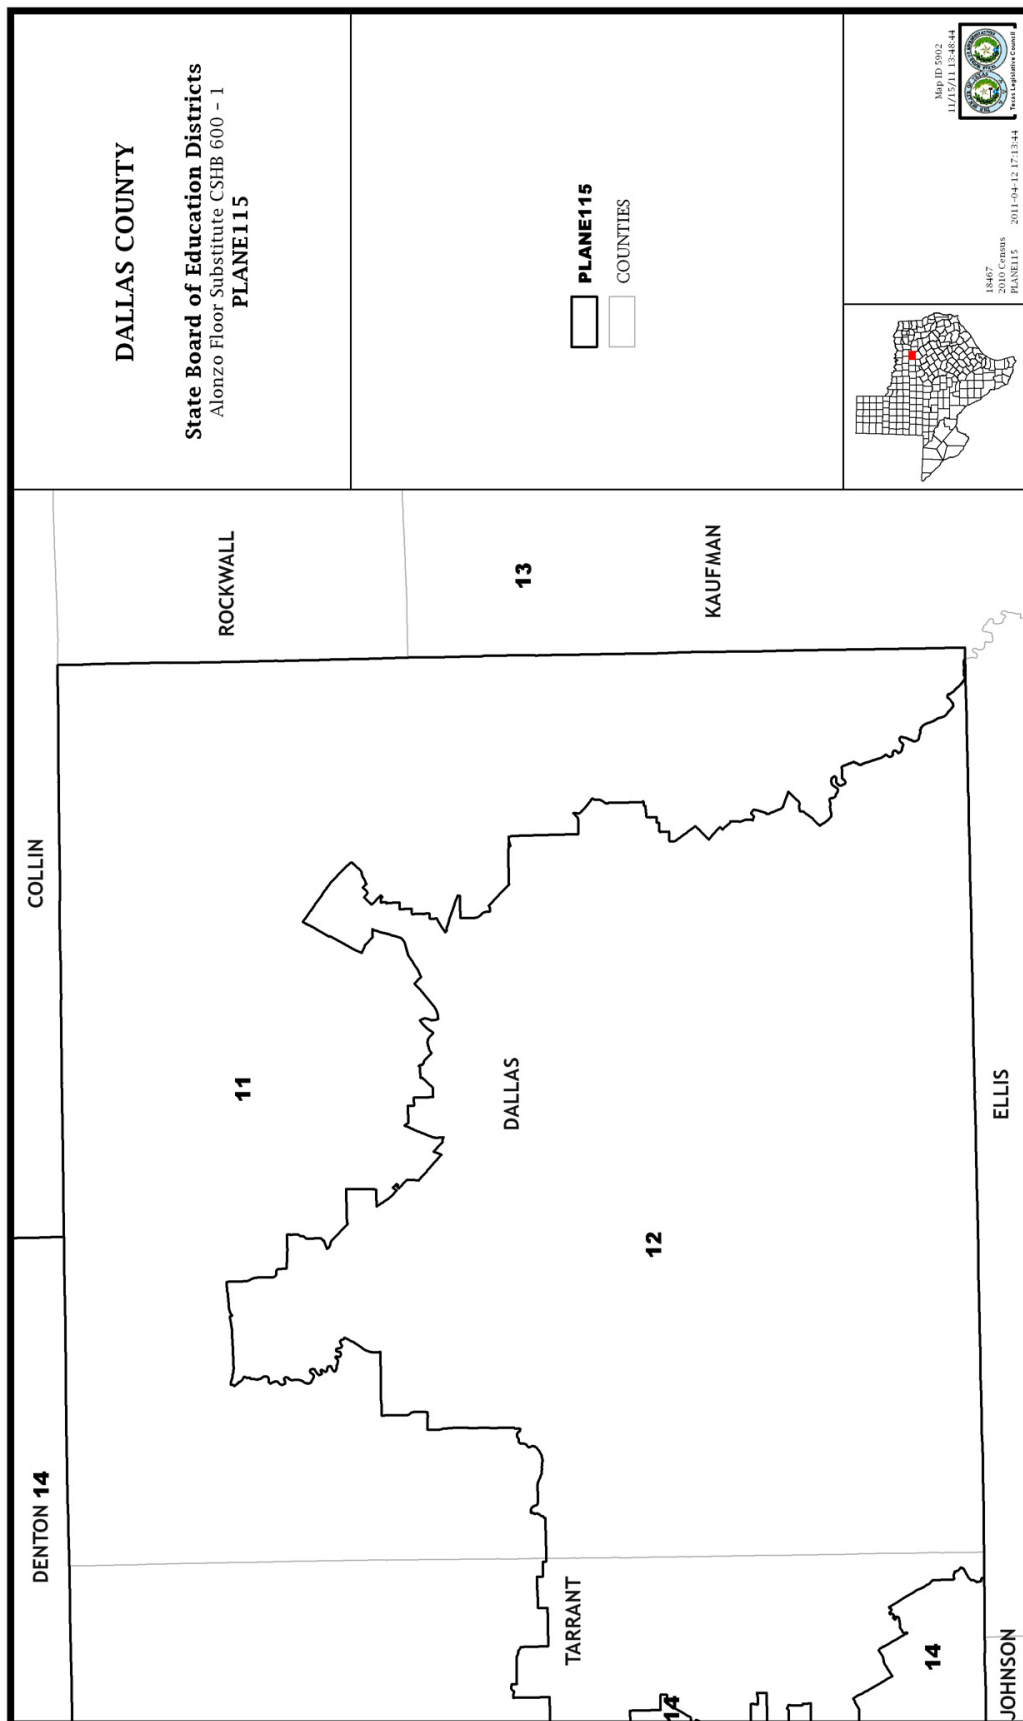 DALLAS COUNTY
State Board of Education Districts
Alonzo Floor Substitute CSHB 600 - 1
PLANE115
PLANE115
COUNTIES
Map ID 5902
11/15/11 13:48:44
Texas Legislative Council
18467
2010 Census
PLANE115 2011-04-12 17:13:44
DENTON 14
COLLIN
ROCKWALL
11
13
DALLAS
KAUFMAN
TARRANT
12
14
14
JOHNSON
ELLIS